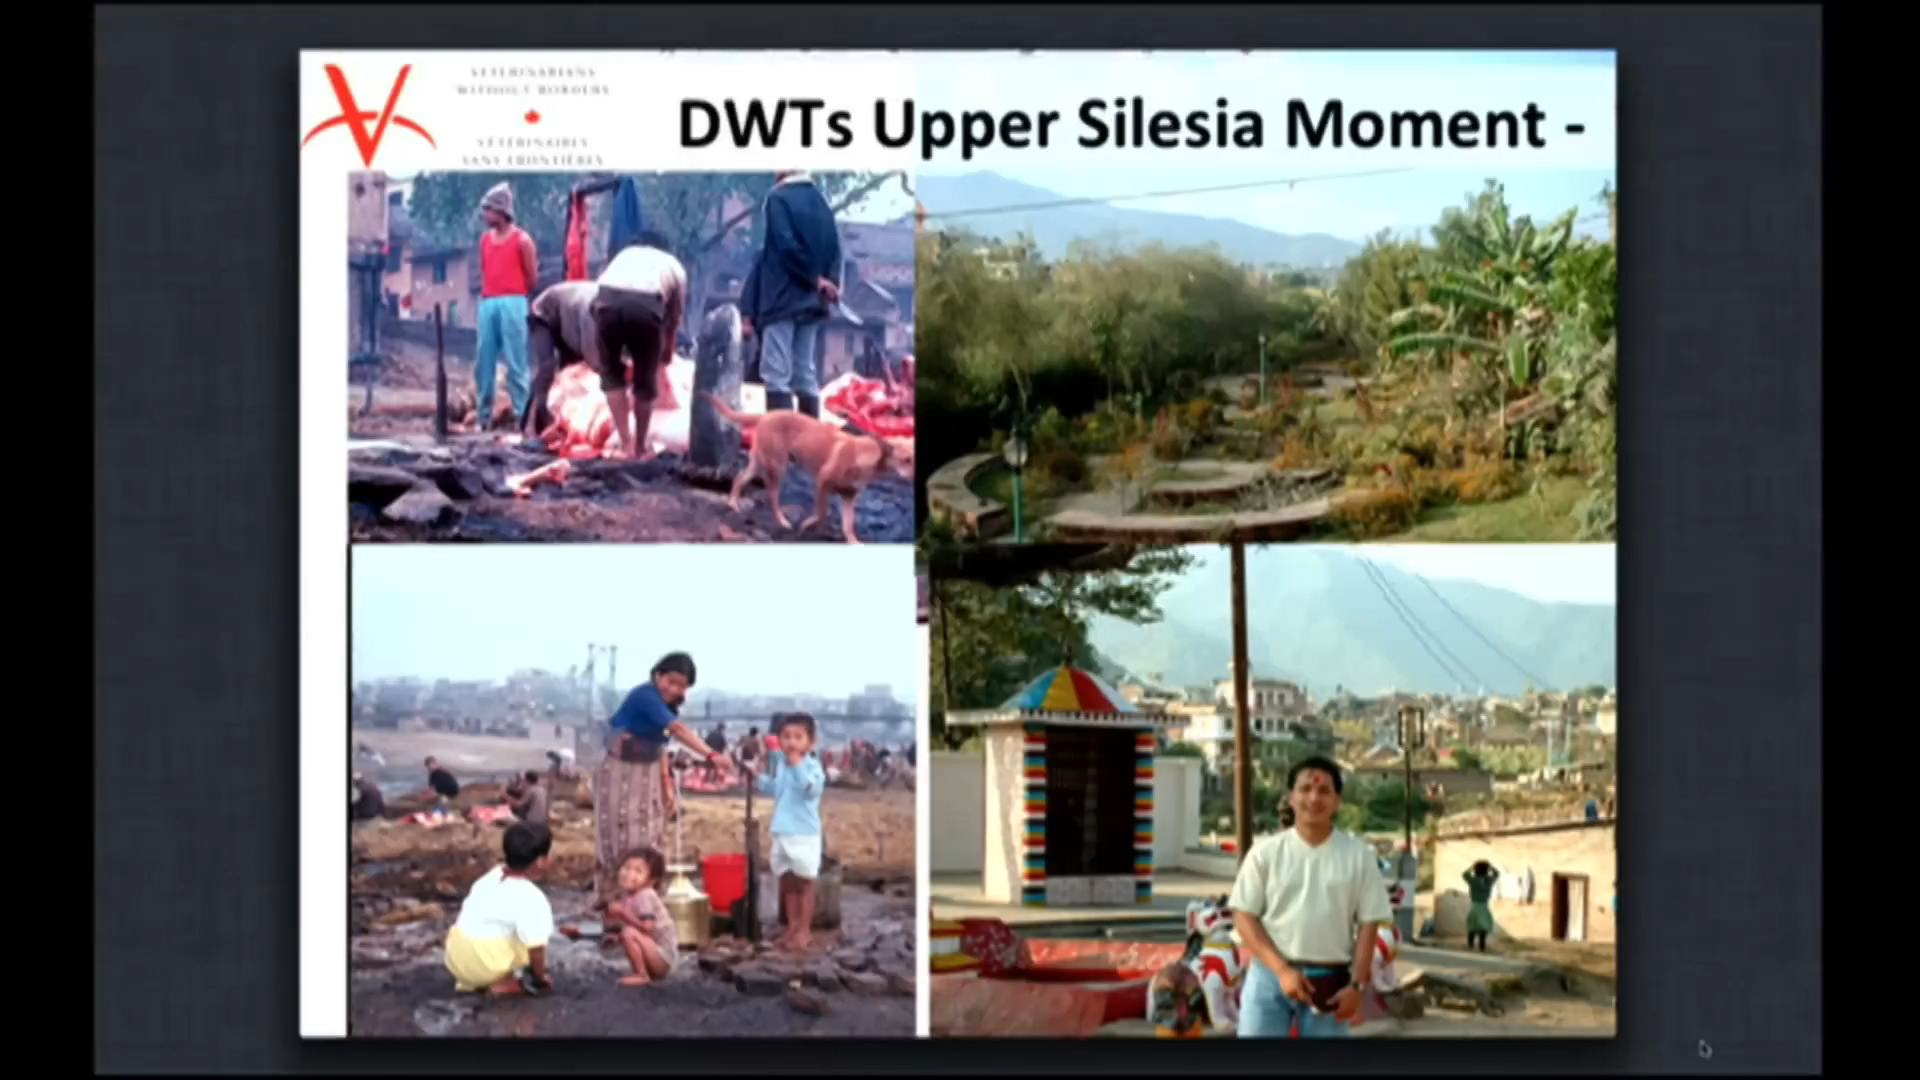 VETERINARIANS
WITHOUT BORDERS
VÉTÉRINAIRES
SANS FRONTIÈRES
DWTs Upper Silesia Moment -